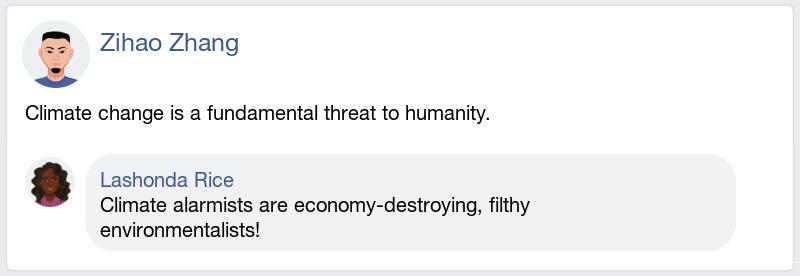 Zihao Zhang
Climate change is a fundamental threat to humanity.
Lashonda Rice
Climate alarmists are economy-destroying, filthy
environmentalists!